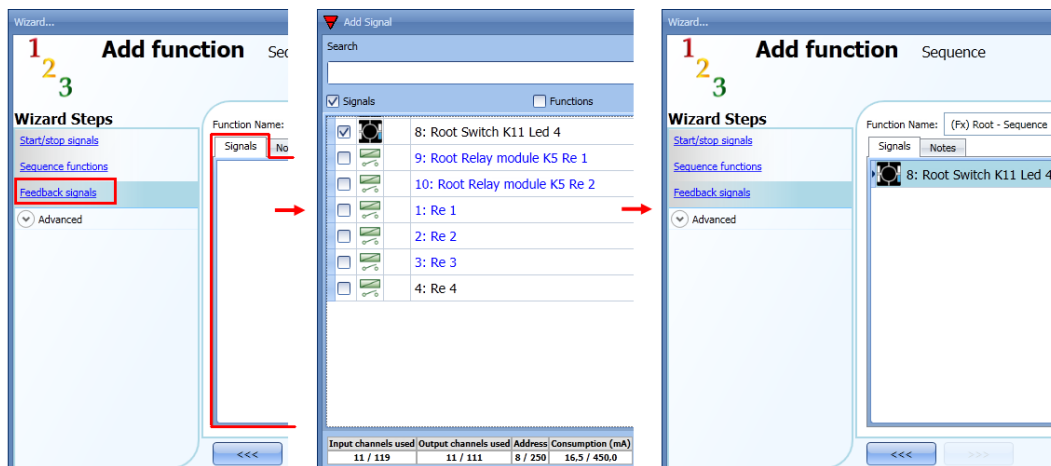 Wizard...
1 2 3
Add function
Wizard Steps
Start/stop signals
Sequence functions
Feedback signals
Advanced
Function Name:
Signals
<<<
Add Signal
Search
Signals
Functions
8: Root Switch K11 Led 4
9: Root Relay module K5 Re 1
10: Root Relay module K5 Re 2
1: Re 1
2: Re 2
3: Re 3
4: Re 4
Input channels used Output channels used Address Consumption (mA)
11 / 119 11 / 111 8 / 250 16,5 / 450,0
Wizard...
1 2 3
Add function Sequence
Wizard Steps
Start/stop signals
Sequence functions
Feedback signals
Advanced
Function Name: (Fx) Root - Sequence
Signals Notes
8: Root Switch K11 Led 4
<<< >>>